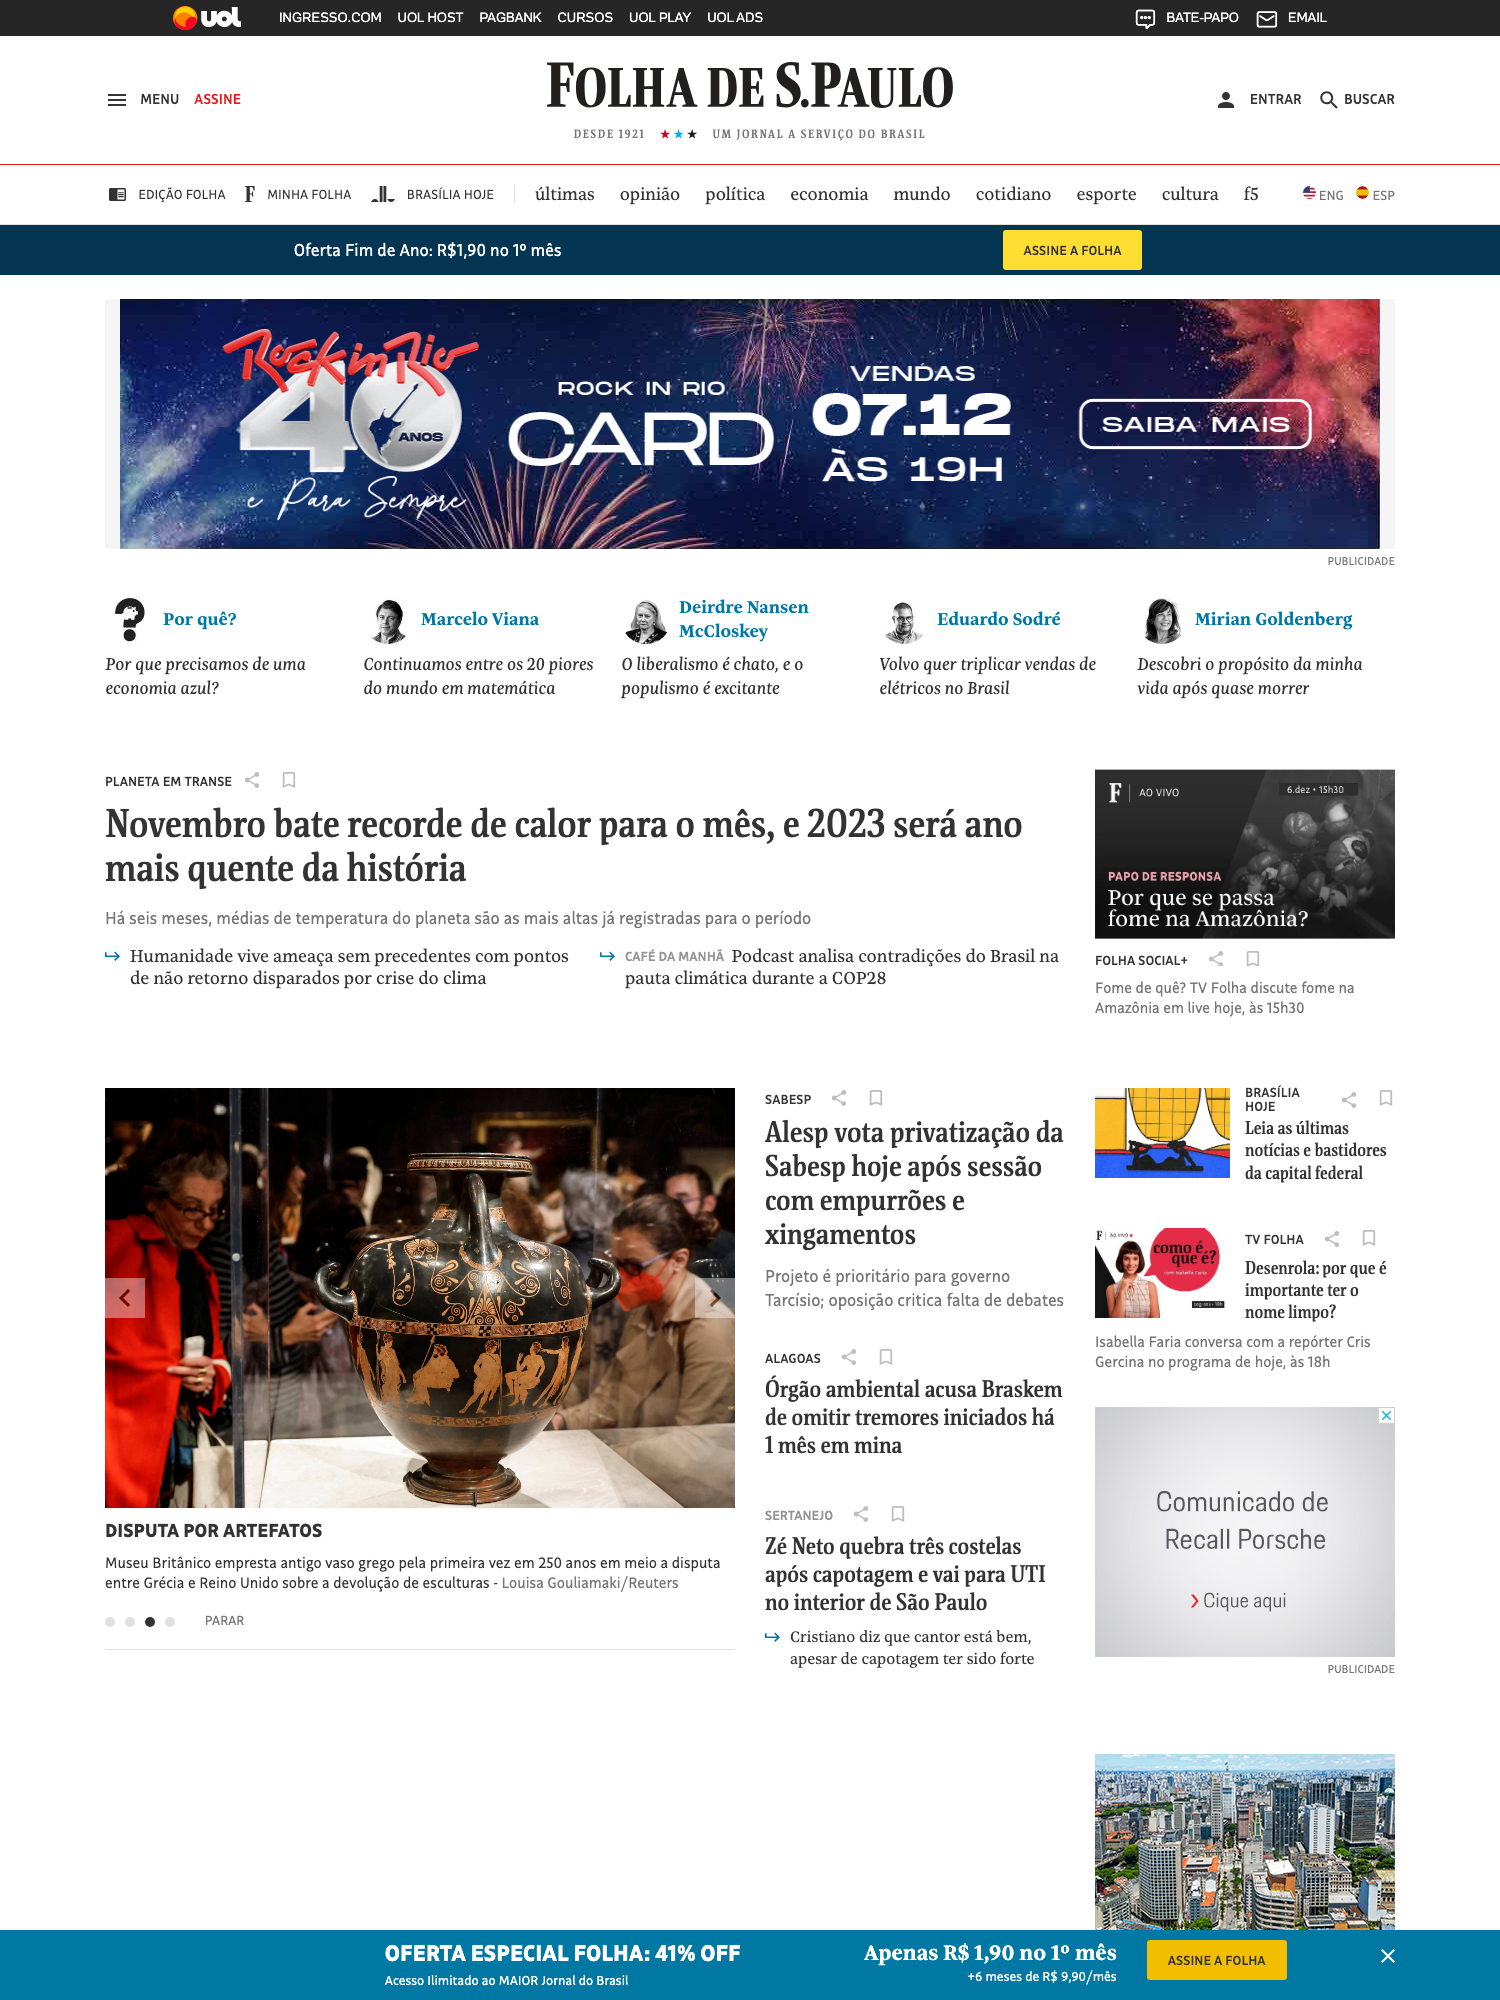 uol INGRESSO.COM UOL HOST PAGBANK CURSOS UOL PLAY UOL ADS BATE-PAPO EMAIL
MENU ASSINE FOLHA DE S.PAULO ENTRAR BUSCAR
DESDE 1921 ★★★ UM JORNAL A SERVIÇO DO BRASIL
EDIÇÃO FOLHA F MINHA FOLHA BRASÍLIA HOJE últimas opinião política economia mundo cotidiano esporte cultura f5 ENG ESP
Oferta Fim de Ano: R$1,90 no 1º mês ASSINE A FOLHA
Rock in Rio
40
ANOS
e Para Sempre
ROCK IN RIO
CARD
VENDAS
07.12
ÀS 19H
SAIBA MAIS
PUBLICIDADE
Por quê?
Por que precisamos de uma
economia azul?
Marcelo Viana
Continuamos entre os 20 piores
do mundo em matemática
Deirdre Nansen
McCloskey
O liberalismo é chato, e o
populismo é excitante
Eduardo Sodré
Volvo quer triplicar vendas de
elétricos no Brasil
Mirian Goldenberg
Descobri o propósito da minha
vida após quase morrer
PLANETA EM TRANSE
Novembro bate recorde de calor para o mês, e 2023 será ano
mais quente da história
Há seis meses, médias de temperatura do planeta são as mais altas já registradas para o período
Humanidade vive ameaça sem precedentes com pontos
de não retorno disparados por crise do clima
CAFÉ DA MANHÃ Podcast analisa contradições do Brasil na
pauta climática durante a COP28
F AO VIVO 6.dez • 15h30
PAPO DE RESPONSA
Por que se passa
fome na Amazônia?
FOLHA SOCIAL+
Fome de quê? TV Folha discute fome na
Amazônia em live hoje, às 15h30
DISPUTA POR ARTEFATOS
Museu Britânico empresta antigo vaso grego pela primeira vez em 250 anos em meio a disputa
entre Grécia e Reino Unido sobre a devolução de esculturas - Louisa Gouliamaki/Reuters
PARAR
SABESP
Alesp vota privatização da
Sabesp hoje após sessão
com empurrões e
xingamentos
Projeto é prioritário para governo
Tarcísio; oposição critica falta de debates
ALAGOAS
Órgão ambiental acusa Braskem
de omitir tremores iniciados há
1 mês em mina
SERTANEJO
Zé Neto quebra três costelas
após capotagem e vai para UTI
no interior de São Paulo
Cristiano diz que cantor está bem,
apesar de capotagem ter sido forte
BRASÍLIA
HOJE
Leia as últimas
notícias e bastidores
da capital federal
F AO VIVO
como é
que é?
TV FOLHA
Desenrola: por que é
importante ter o
nome limpo?
Isabella Faria conversa com a repórter Cris
Gercina no programa de hoje, às 18h
Comunicado de
Recall Porsche
Cique aqui
PUBLICIDADE
OFERTA ESPECIAL FOLHA: 41% OFF
Acesso Ilimitado ao MAIOR Jornal do Brasil
Apenas R$ 1,90 no 1º mês
+6 meses de R$ 9,90/mês
ASSINE A FOLHA